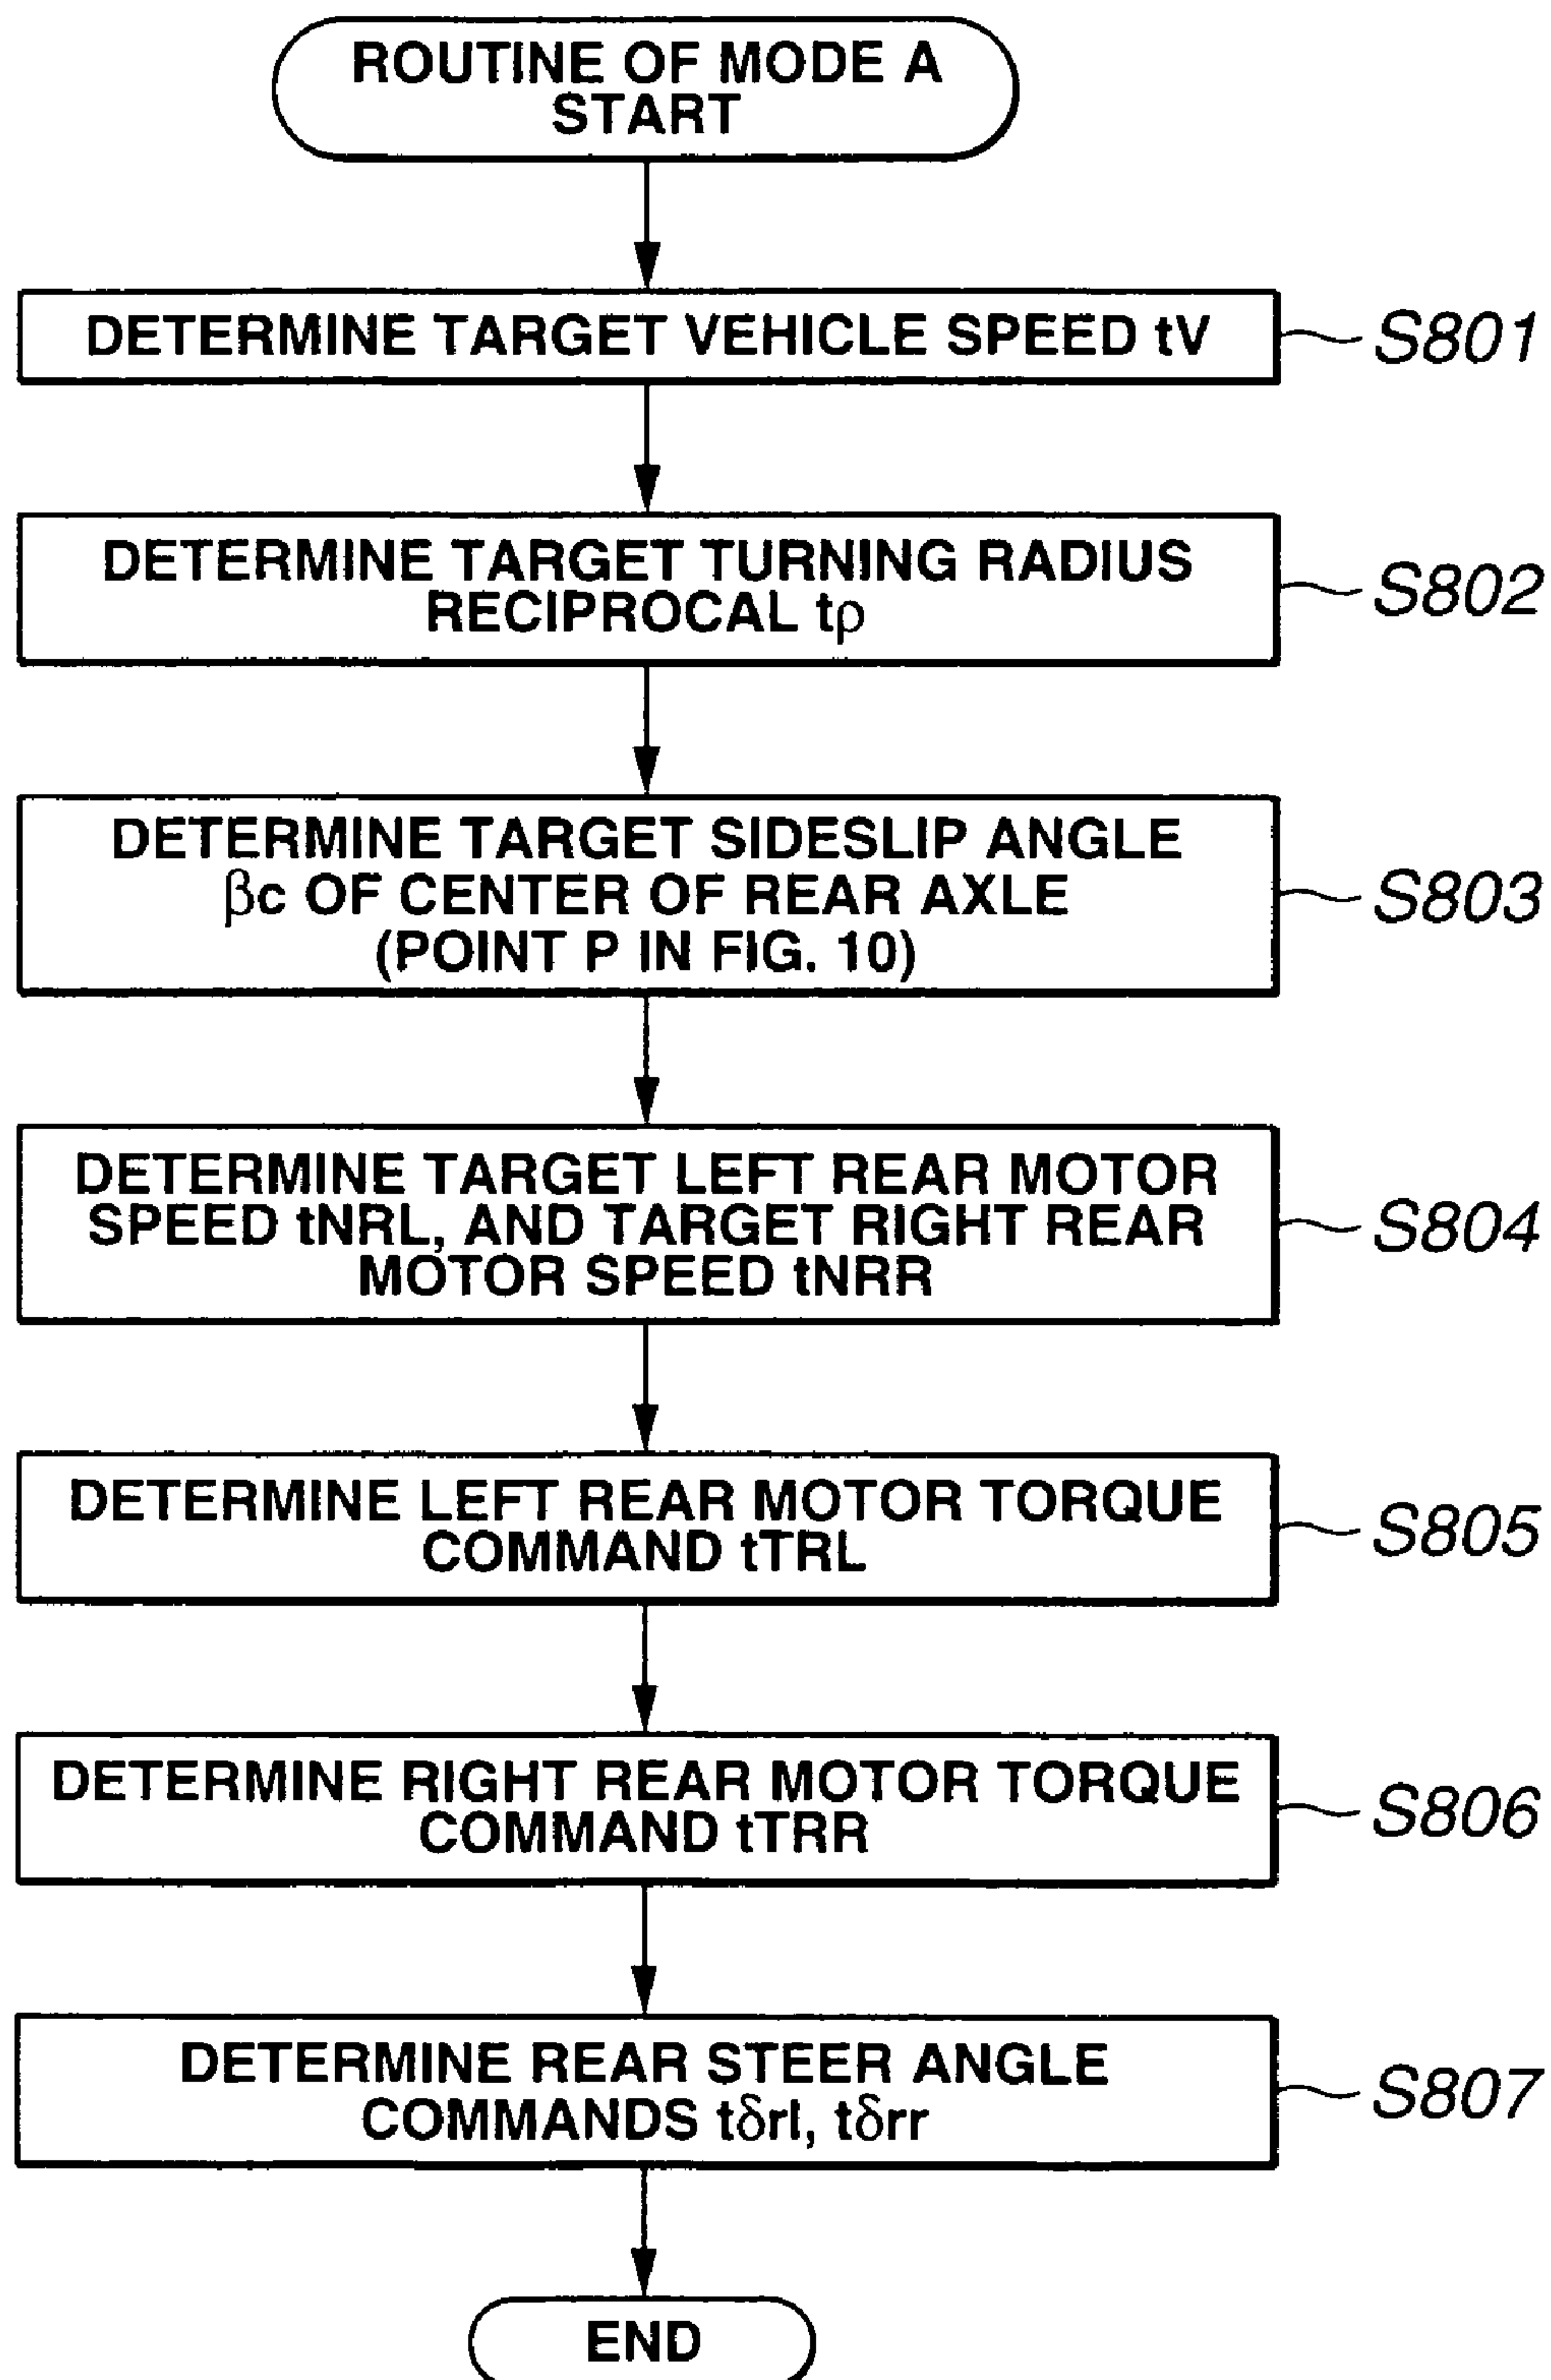 ROUTINE OF MODE A
START
DETERMINE TARGET VEHICLE SPEED tV
S801
DETERMINE TARGET TURNING RADIUS
RECIPROCAL tρ
S802
DETERMINE TARGET SIDESLIP ANGLE
βc OF CENTER OF REAR AXLE
(POINT P IN FIG. 10)
S803
DETERMINE TARGET LEFT REAR MOTOR
SPEED tNRL, AND TARGET RIGHT REAR
MOTOR SPEED tNRR
S804
DETERMINE LEFT REAR MOTOR TORQUE
COMMAND tTRL
S805
DETERMINE RIGHT REAR MOTOR TORQUE
COMMAND tTRR
S806
DETERMINE REAR STEER ANGLE
COMMANDS tδrl, tδrr
S807
END